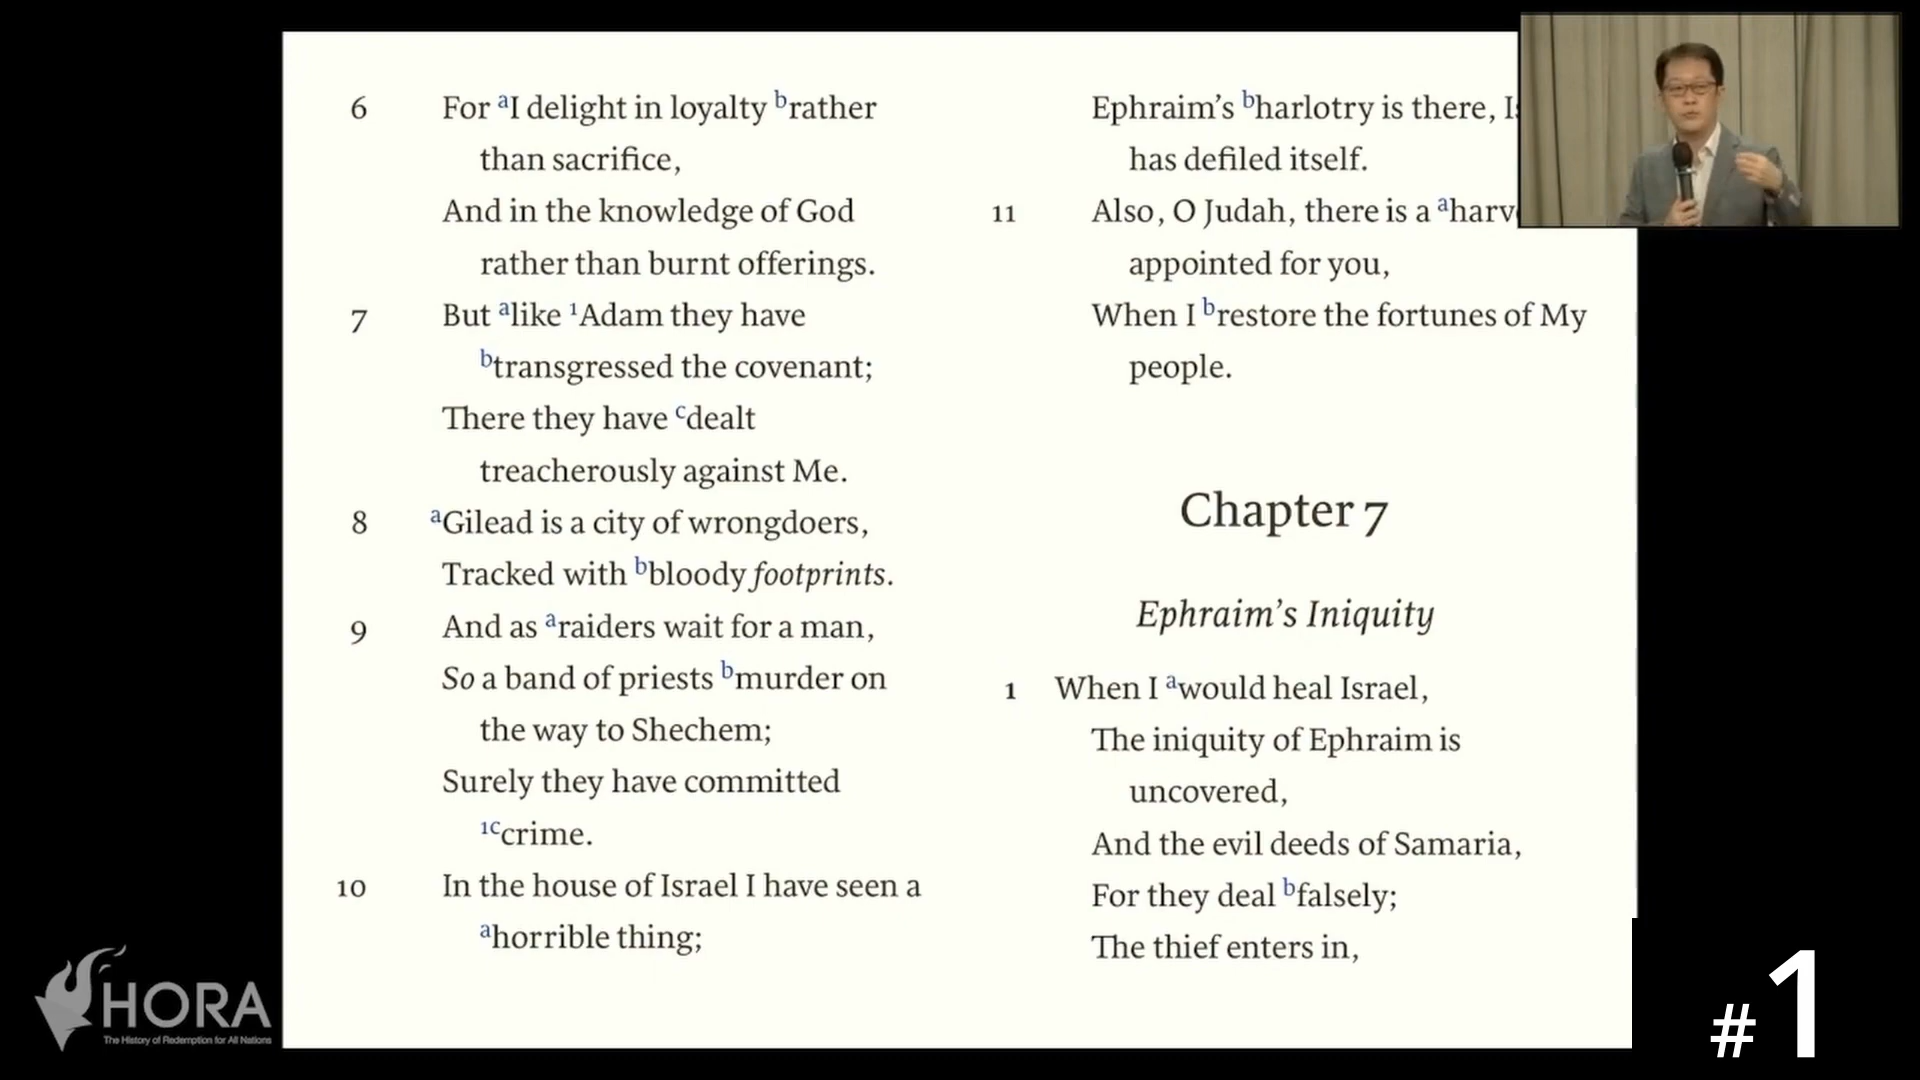 6 For aI delight in loyalty brather
than sacrifice,
And in the knowledge of God
rather than burnt offerings.
7 But alike 1Adam they have
btransgressed the covenant;
There they have cdealt
treacherously against Me.
8 aGilead is a city of wrongdoers,
Tracked with bbloody footprints.
9 And as araiders wait for a man,
So a band of priests bmurder on
the way to Shechem;
Surely they have committed
1ccrime.
10 In the house of Israel I have seen a
ahorrible thing;
Ephraim’s bharlotry is there,
has defiled itself.
11 Also, O Judah, there is a
appointed for you,
When I brestore the fortunes of My
people.
Chapter 7
Ephraim’s Iniquity
1 When I awould heal Israel,
The iniquity of Ephraim is
uncovered,
And the evil deeds of Samaria,
For they deal bfalsely;
The thief enters in,
HORA
The History of Redemption for All Nations
#1